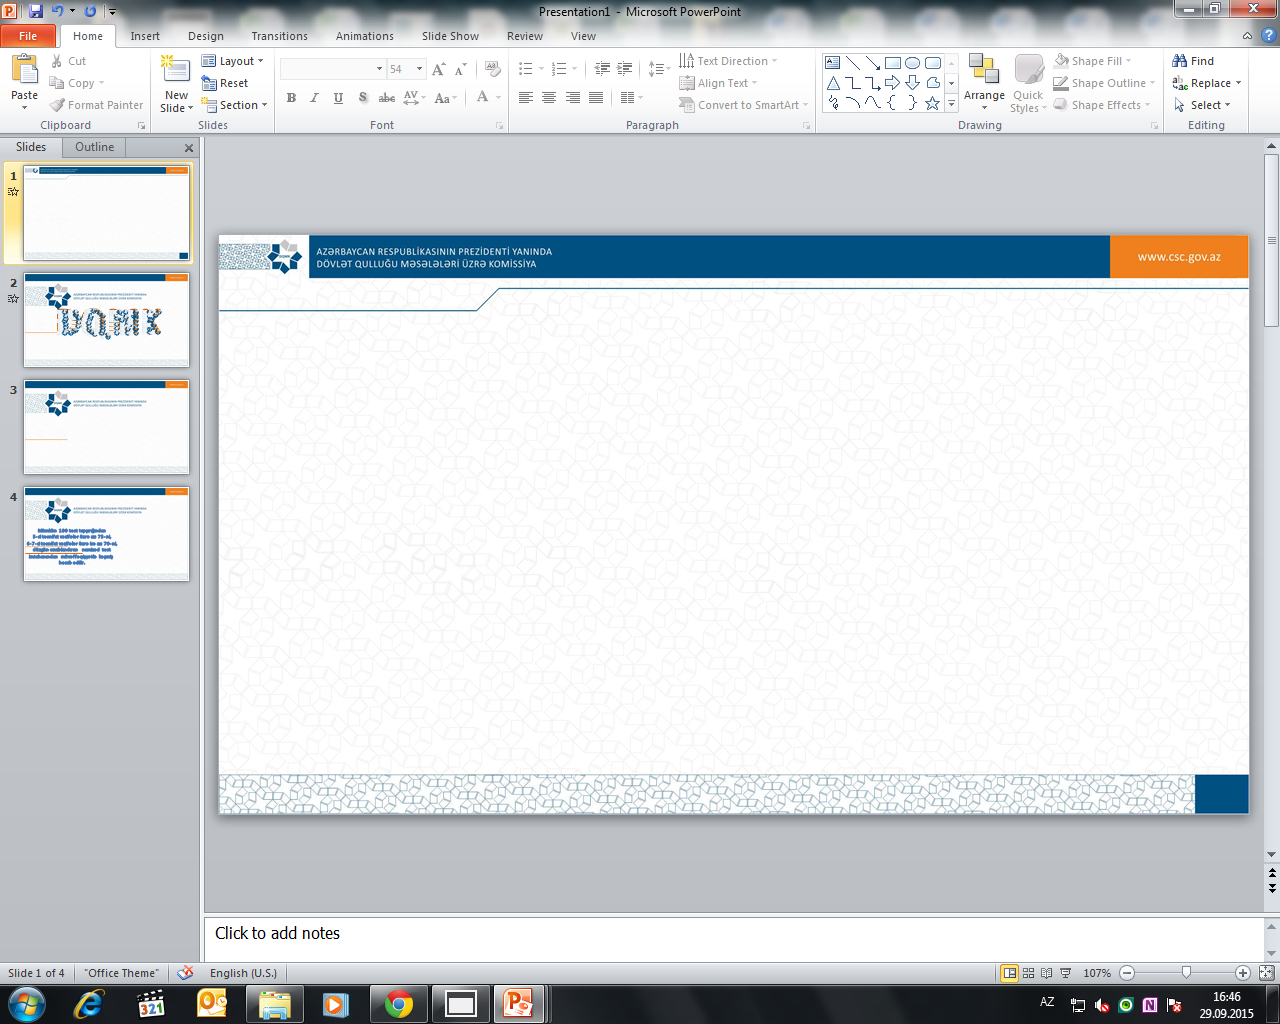 Presentation1 - Microsoft PowerPoint
File Home Insert Design Transitions Animations Slide Show Review View
Paste
Cut
Copy
Format Painter
Clipboard
New Slide
Layout
Reset
Section
Slides
54
Font
Text Direction
Align Text
Convert to SmartArt
Paragraph
Arrange
Quick Styles
Shape Fill
Shape Outline
Shape Effects
Drawing
Find
Replace
Select
Editing
Slides Outline
1
2
3
4
AZƏRBAYCAN RESPUBLİKASININ PREZİDENTİ YANINDA
DÖVLƏT QULLUĞU MƏSƏLƏLƏRİ ÜZRƏ KOMİSSİYA
www.csc.gov.az
Click to add notes
Slide 1 of 4 "Office Theme" English (U.S.) 107%
AZ
16:46
29.09.2015